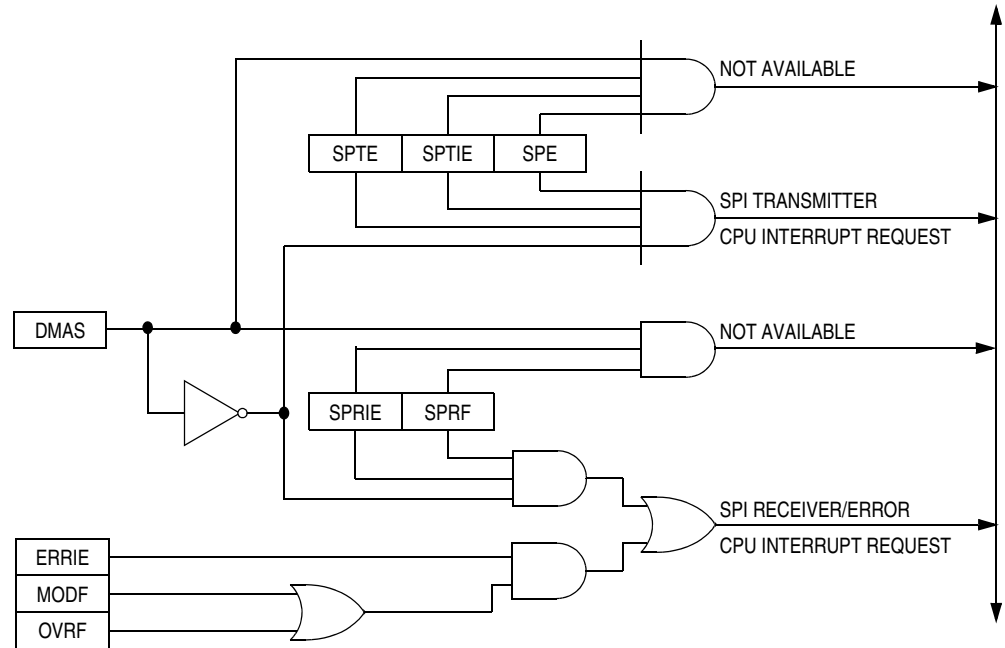 NOT AVAILABLE
SPTE SPTIE SPE
SPI TRANSMITTER
CPU INTERRUPT REQUEST
DMAS
NOT AVAILABLE
SPRIE SPRF
SPI RECEIVER/ERROR
CPU INTERRUPT REQUEST
ERRIE
MODF
OVRF